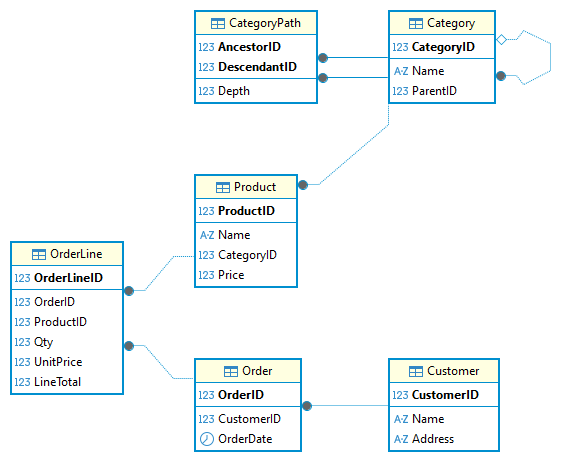 CategoryPath
123 AncestorID
123 DescendantID
123 Depth
Category
123 CategoryID
A-Z Name
123 ParentID
Product
123 ProductID
A-Z Name
123 CategoryID
123 Price
OrderLine
123 OrderLineID
123 OrderID
123 ProductID
123 Qty
123 UnitPrice
123 LineTotal
Order
123 OrderID
123 CustomerID
OrderDate
Customer
123 CustomerID
A-Z Name
A-Z Address